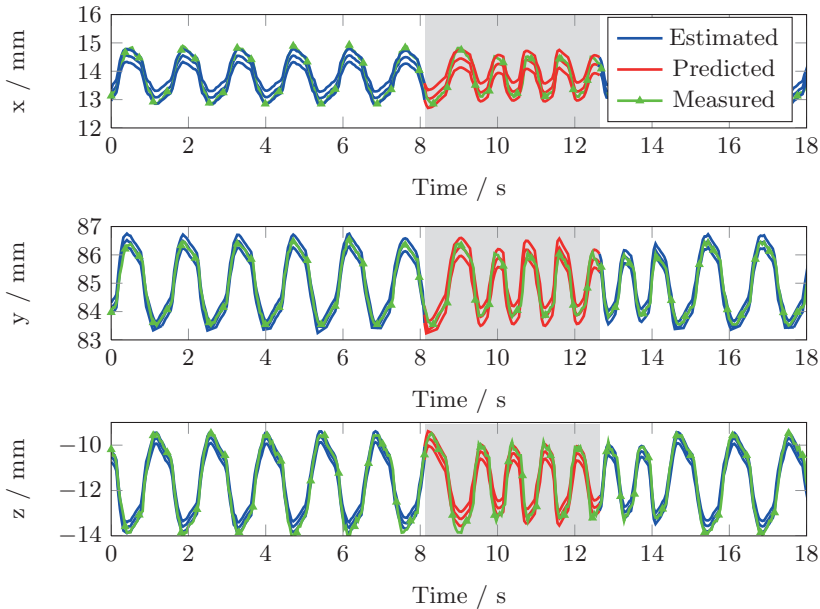 16
15
14
13
12
x / mm
Estimated
Predicted
Measured
0 2 4 6 8 10 12 14 16 18
Time / s
87
86
85
84
83
y / mm
0 2 4 6 8 10 12 14 16 18
Time / s
−10
−12
−14
z / mm
0 2 4 6 8 10 12 14 16 18
Time / s